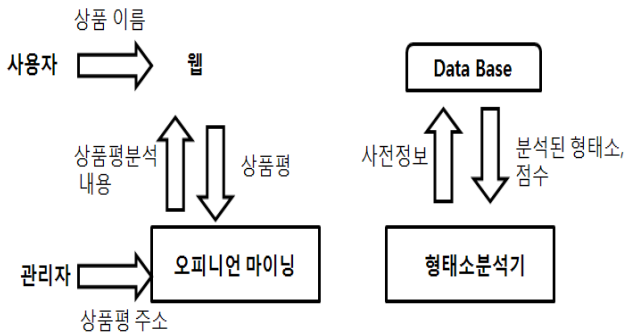 상품 이름
사용자
웹
Data Base
상품평분석
내용
상품평
사전정보
분석된 형태소,
점수
관리자
오피니언 마이닝
형태소분석기
상품평 주소